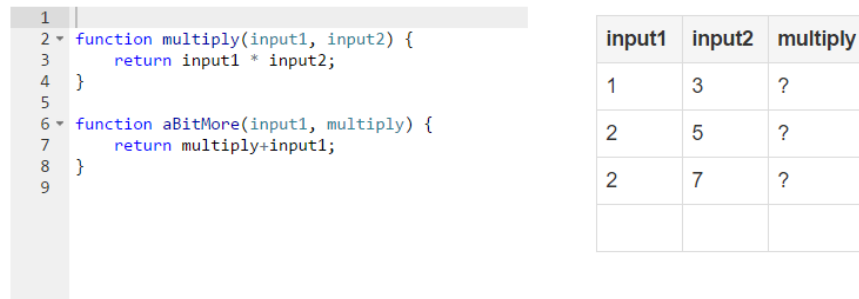 1
2 function multiply(input1, input2) {
3     return input1 * input2;
4 }
5
6 function aBitMore(input1, multiply) {
7     return multiply+input1;
8 }
9
input1 input2 multiply
1 3 ?
2 5 ?
2 7 ?